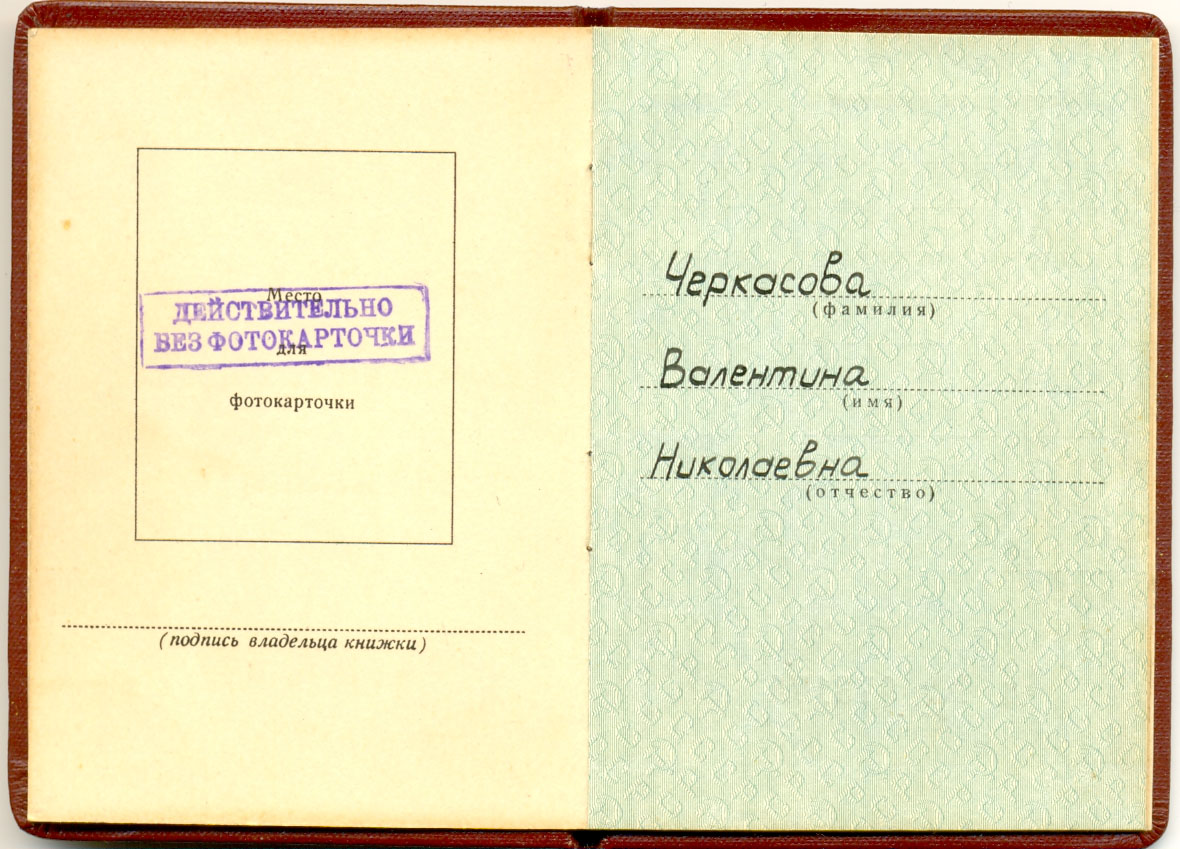 Место
ДЕЙСТВИТЕЛЬНО
БЕЗ ФОТОКАРТОЧКИ
для
фотокарточки
(подпись владельца книжки)
Черкасова
(фамилия)
Валентина
(имя)
Николаевна
(отчество)